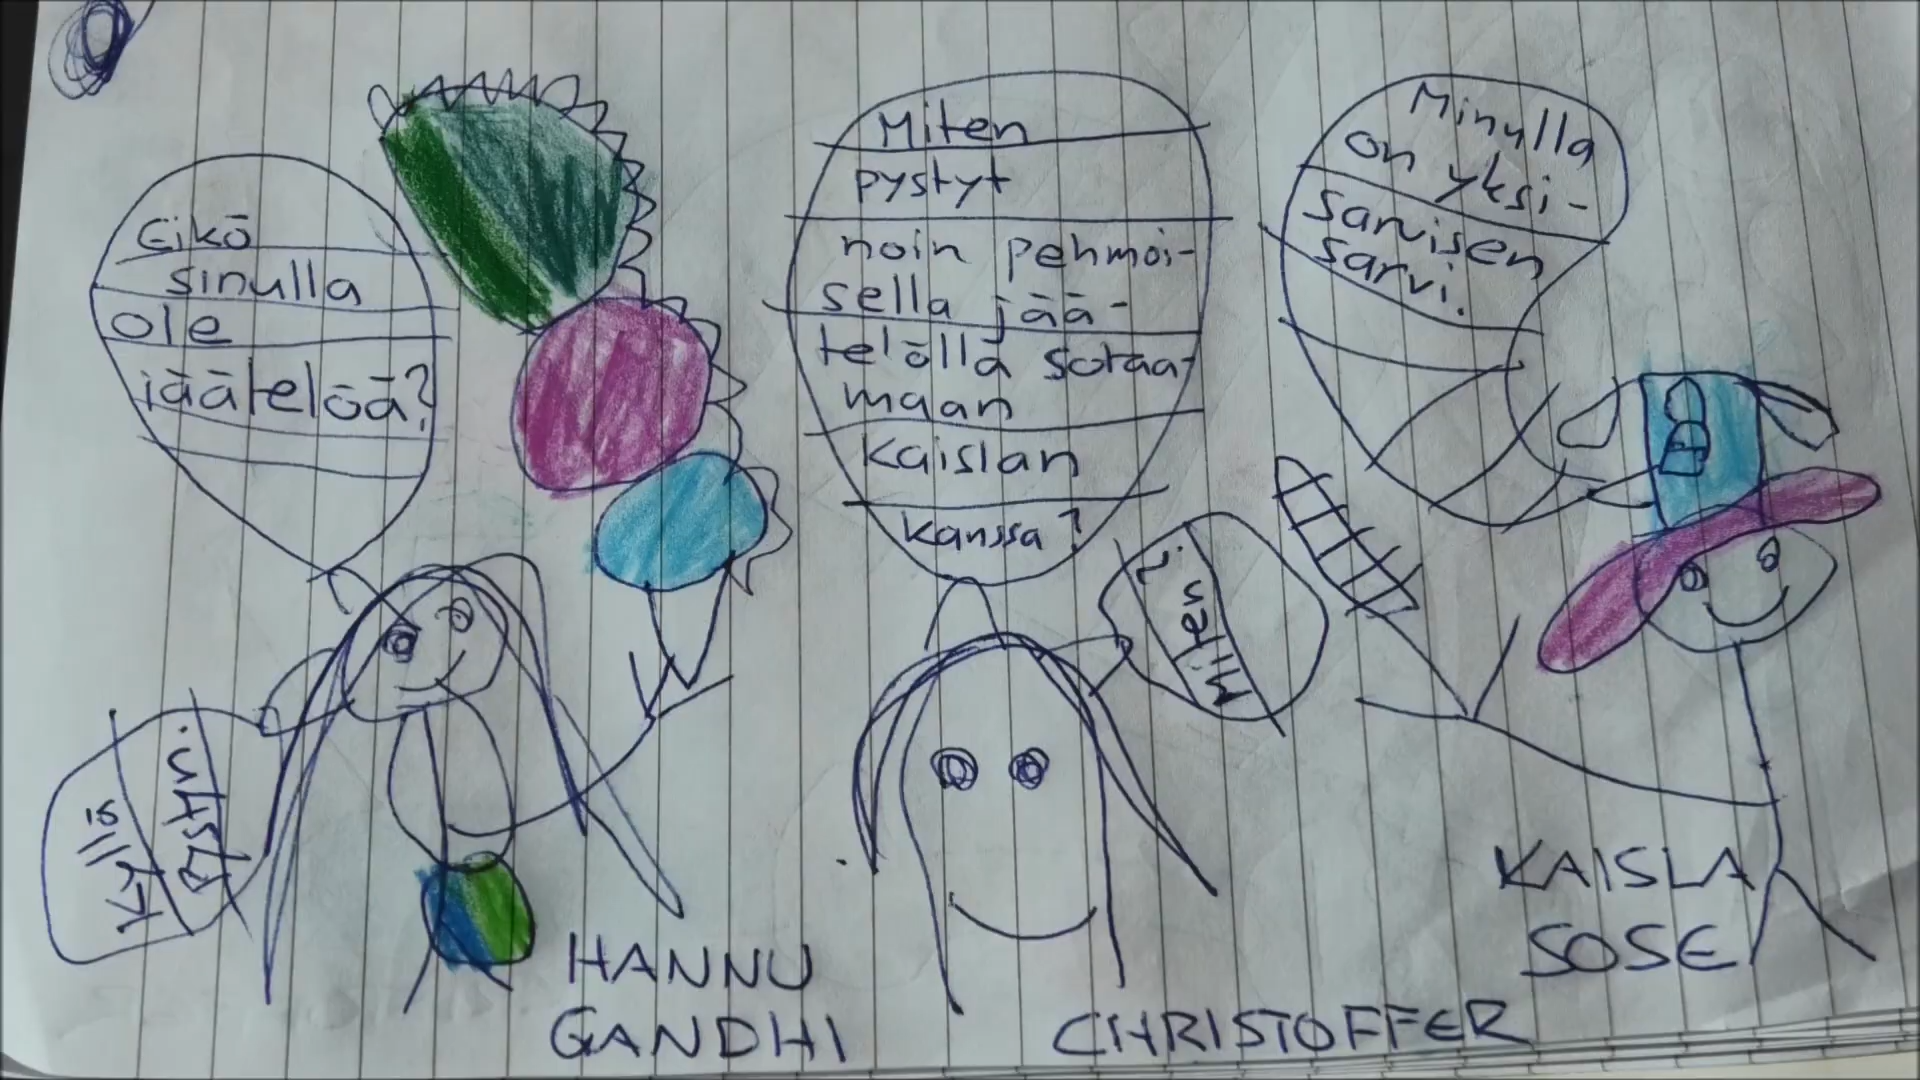 Eikö
sinulla
ole
jäätelöä?
Kyllä
pystyn.
HANNU
GANDHI
Miten
pystyt
noin pehmoi-
sella jää-
telöllä sotaa-
maan
Kaislan
kanssa?
Miten?
CHRISTOFFER
Minulla
on yksi-
sarvisen
sarvi.
KAISLA
SOSE